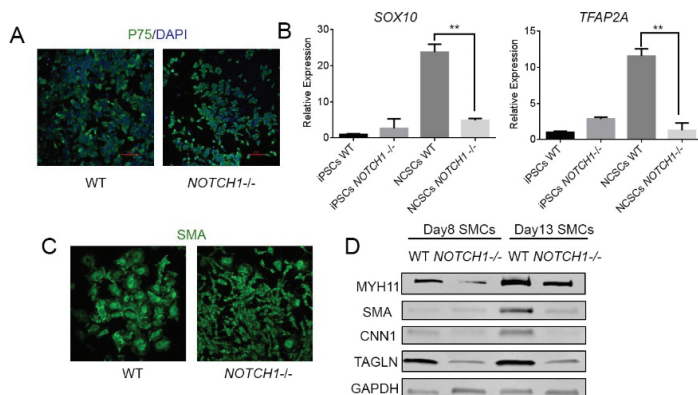 A
P75/DAPI
WT
NOTCH1-/-
B
SOX10
Relative Expression
30
20
10
0
**
iPSCs WT
iPSCs NOTCH1 -/-
NCSCs WT
NCSCs NOTCH1 -/-
TFAP2A
Relative Expression
15
10
5
0
**
iPSCs WT
iPSCs NOTCH1 -/-
NCSCs WT
NCSCs NOTCH1 -/-
C
SMA
WT
NOTCH1-/-
D
Day8 SMCs Day13 SMCs
WT NOTCH1-/- WT NOTCH1-/-
MYH11
SMA
CNN1
TAGLN
GAPDH